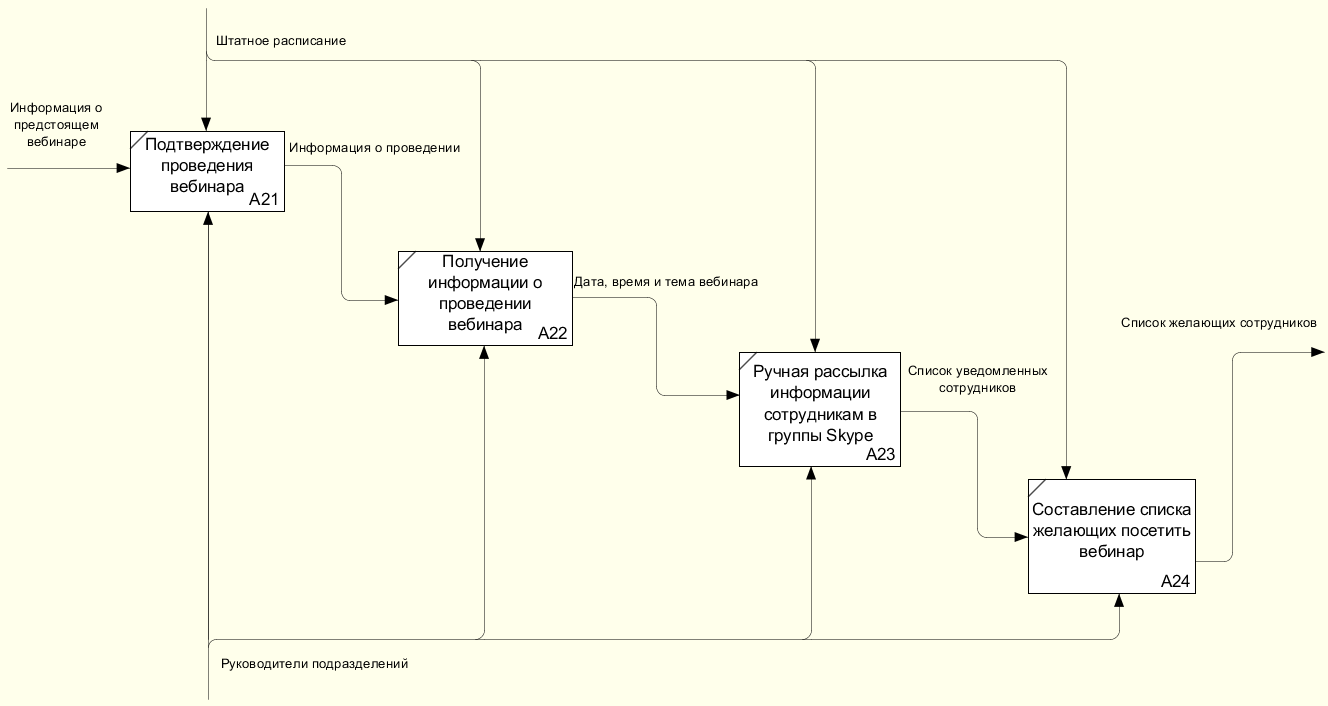 Штатное расписание
Информация о
предстоящем
вебинаре
Подтверждение
проведения
вебинара
A21
Информация о проведении
Получение
информации о
проведении
вебинара
A22
Дата, время и тема вебинара
Ручная рассылка
информации
сотрудникам в
группы Skype
A23
Список уведомленных
сотрудников
Составление списка
желающих посетить
вебинар
A24
Список желающих сотрудников
Руководители подразделений